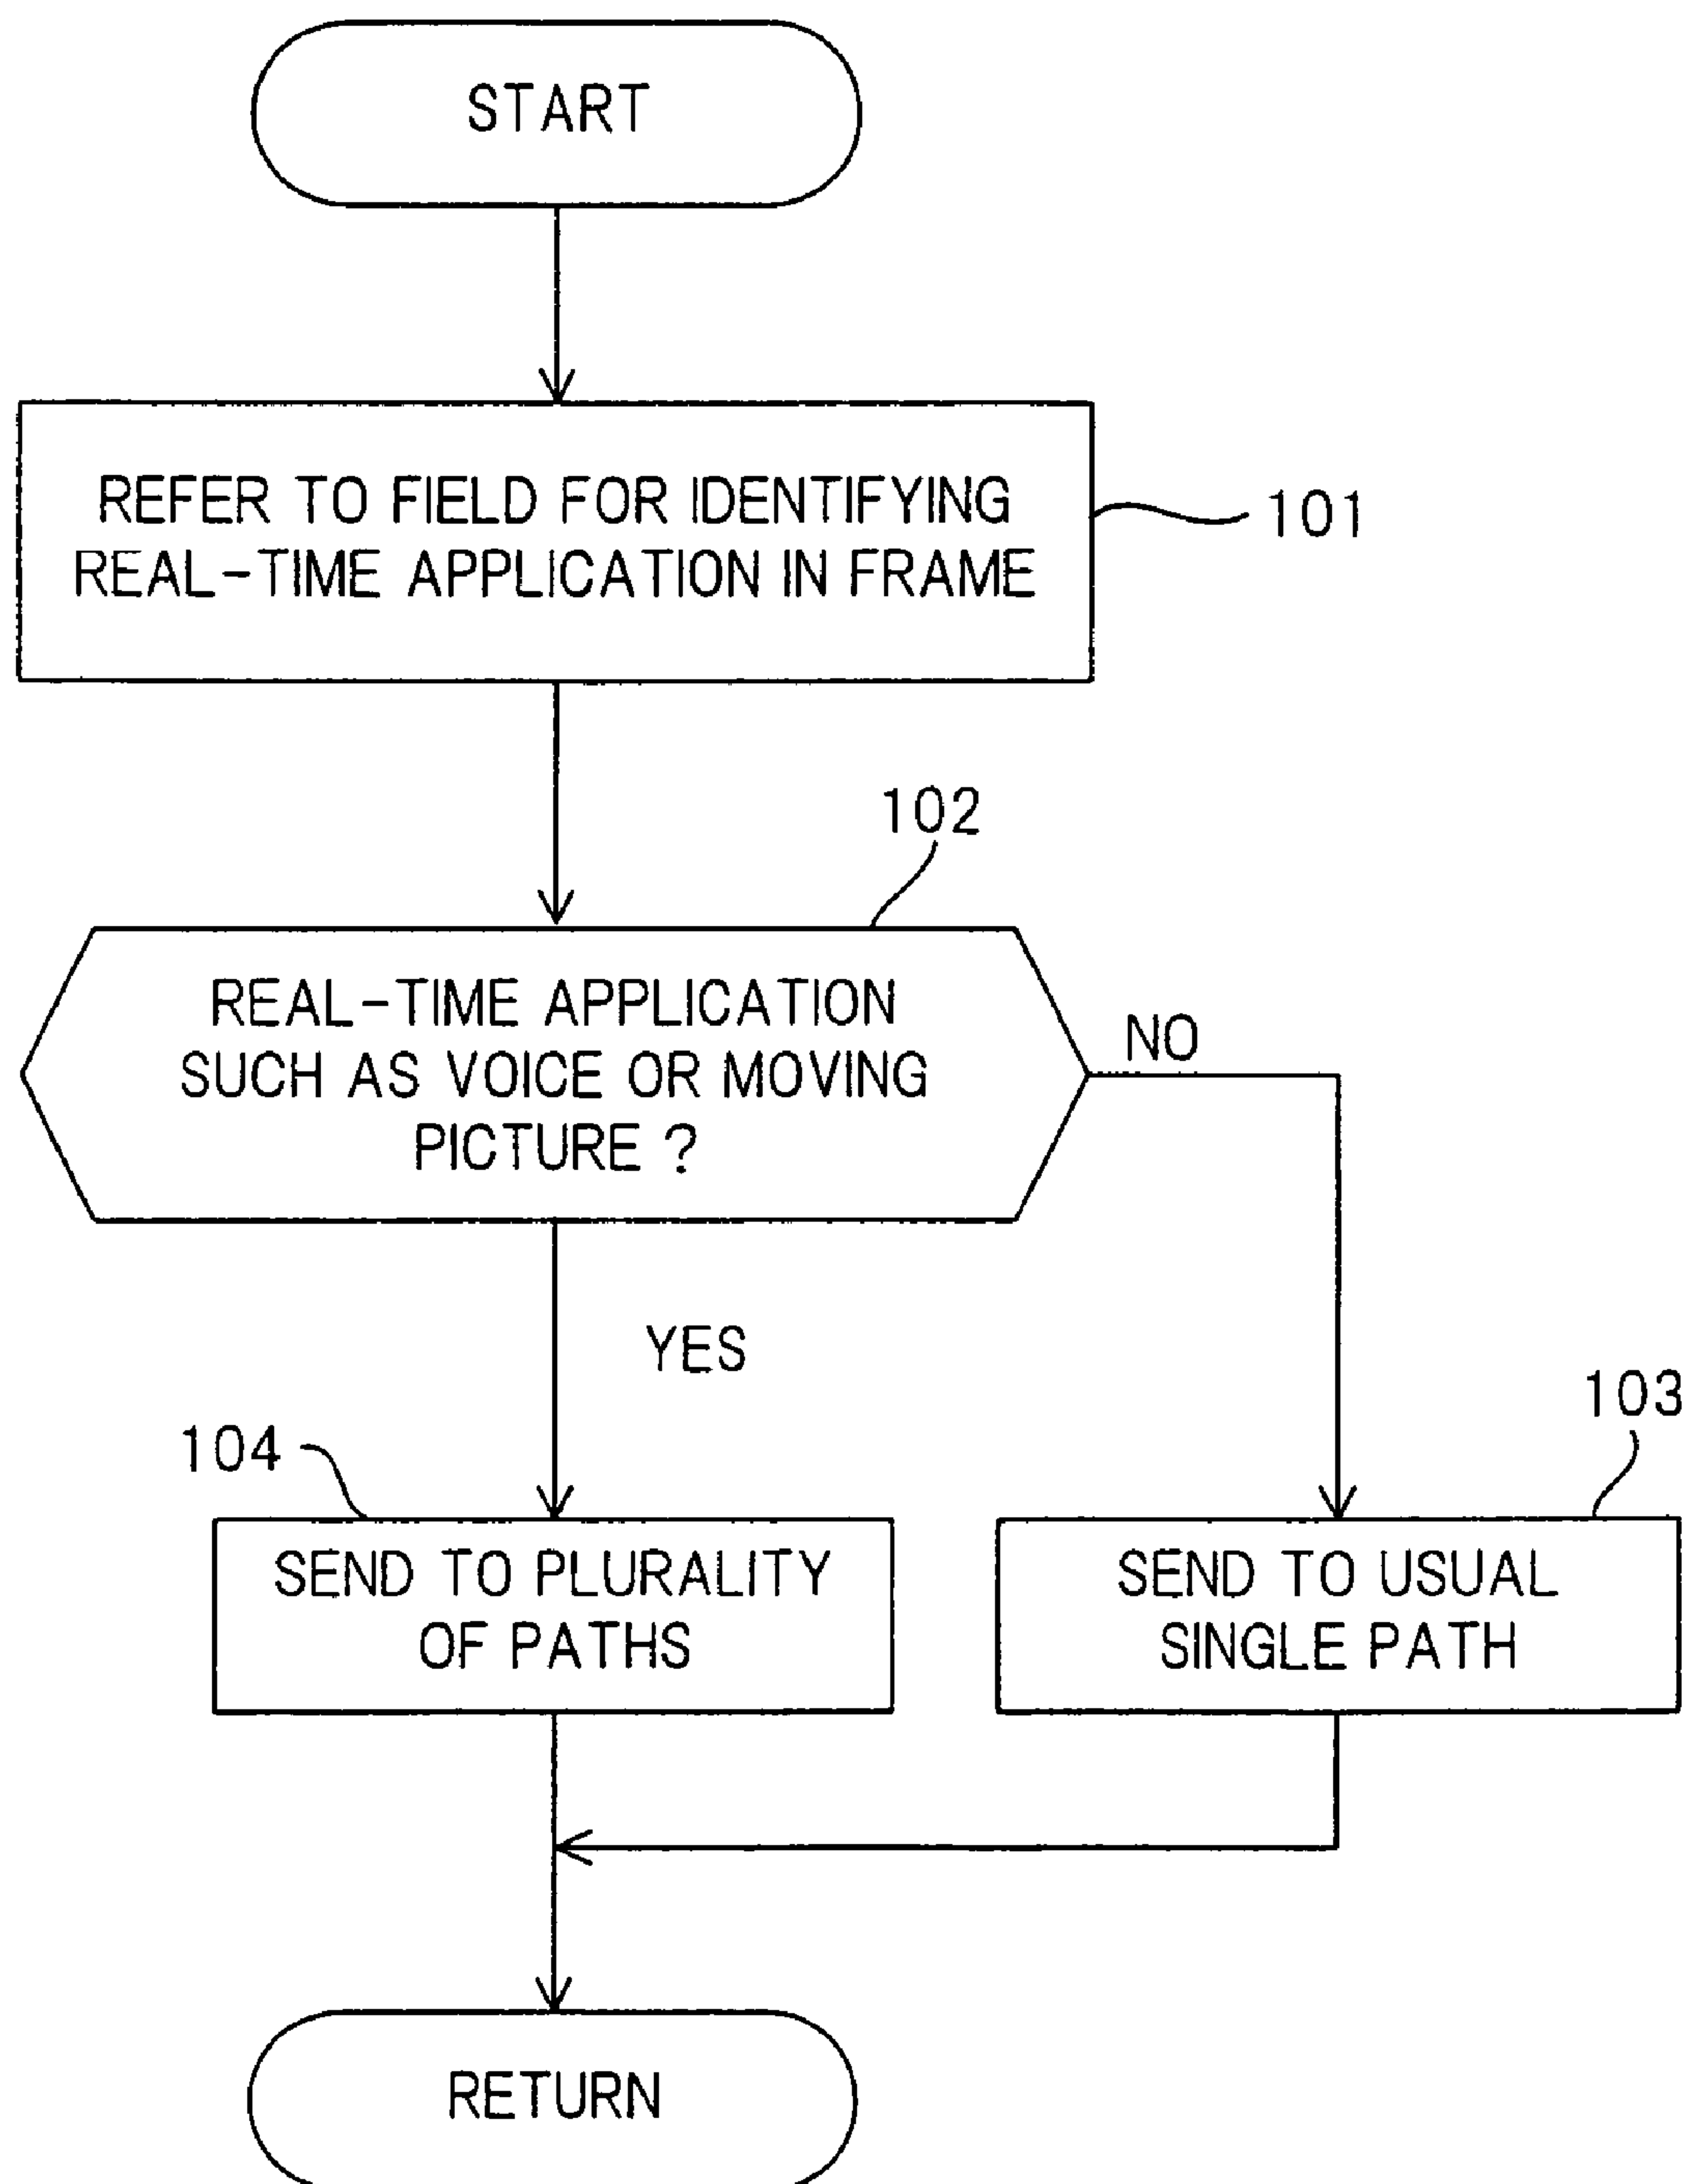 START
REFER TO FIELD FOR IDENTIFYING
REAL-TIME APPLICATION IN FRAME
101
102
REAL-TIME APPLICATION
SUCH AS VOICE OR MOVING
PICTURE ?
NO
YES
104
103
SEND TO PLURALITY
OF PATHS
SEND TO USUAL
SINGLE PATH
RETURN